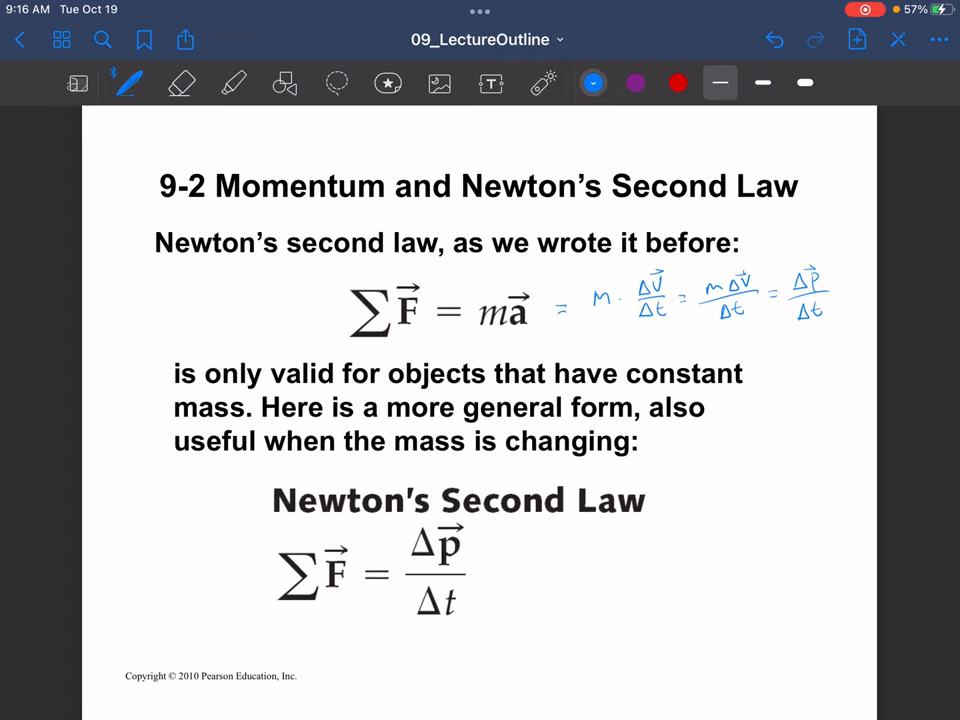 9:16 AM Tue Oct 19
57%
09_LectureOutline
9-2 Momentum and Newton's Second Law
Newton's second law, as we wrote it before:
∑F⃗ = ma⃗ = m · Δv⃗/Δt = mΔv⃗/Δt = Δp⃗/Δt
is only valid for objects that have constant
mass. Here is a more general form, also
useful when the mass is changing:
Newton's Second Law
∑F⃗ = Δp⃗/Δt
Copyright © 2010 Pearson Education, Inc.